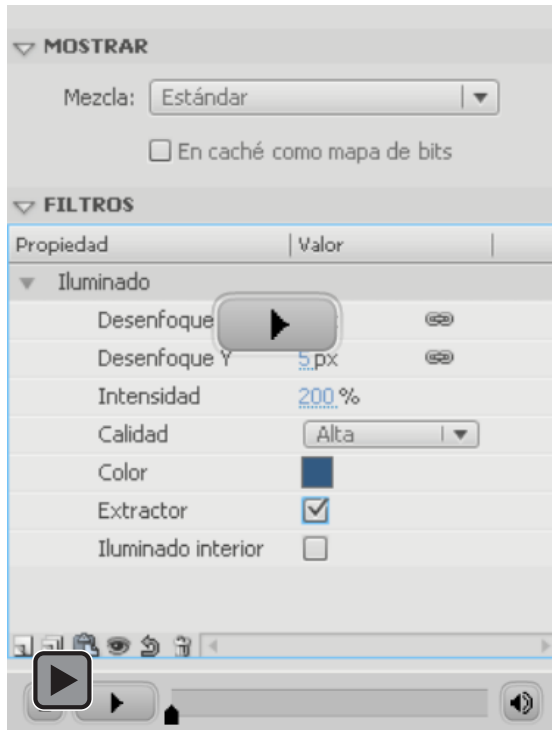 MOSTRAR
Mezcla: Estándar
En caché como mapa de bits
FILTROS
Propiedad Valor
Iluminado
Desenfoque
Desenfoque Y 5 px
Intensidad 200 %
Calidad Alta
Color
Extractor
Iluminado interior